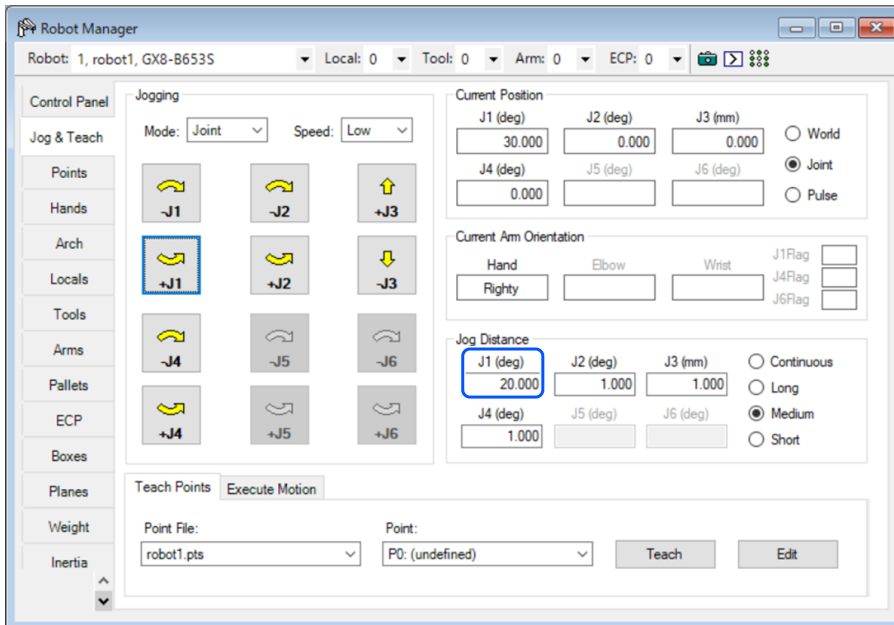 Robot Manager
Robot: 1, robot1, GX8-B653S Local: 0 Tool: 0 Arm: 0 ECP: 0
Control Panel
Jog & Teach
Points
Hands
Arch
Locals
Tools
Arms
Pallets
ECP
Boxes
Planes
Weight
Inertia
Jogging
Mode: Joint Speed: Low
-J1 -J2 +J3
+J1 +J2 -J3
-J4 -J5 -J6
+J4 +J5 +J6
Current Position
J1 (deg) J2 (deg) J3 (mm)
30.000 0.000 0.000
J4 (deg) J5 (deg) J6 (deg)
0.000
World
Joint
Pulse
Current Arm Orientation
Hand Elbow Wrist
Righty
J1Flag
J4Flag
J6Flag
Jog Distance
J1 (deg) J2 (deg) J3 (mm)
20.000 1.000 1.000
J4 (deg) J5 (deg) J6 (deg)
1.000
Continuous
Long
Medium
Short
Teach Points Execute Motion
Point File: Point:
robot1.pts P0: (undefined) Teach Edit